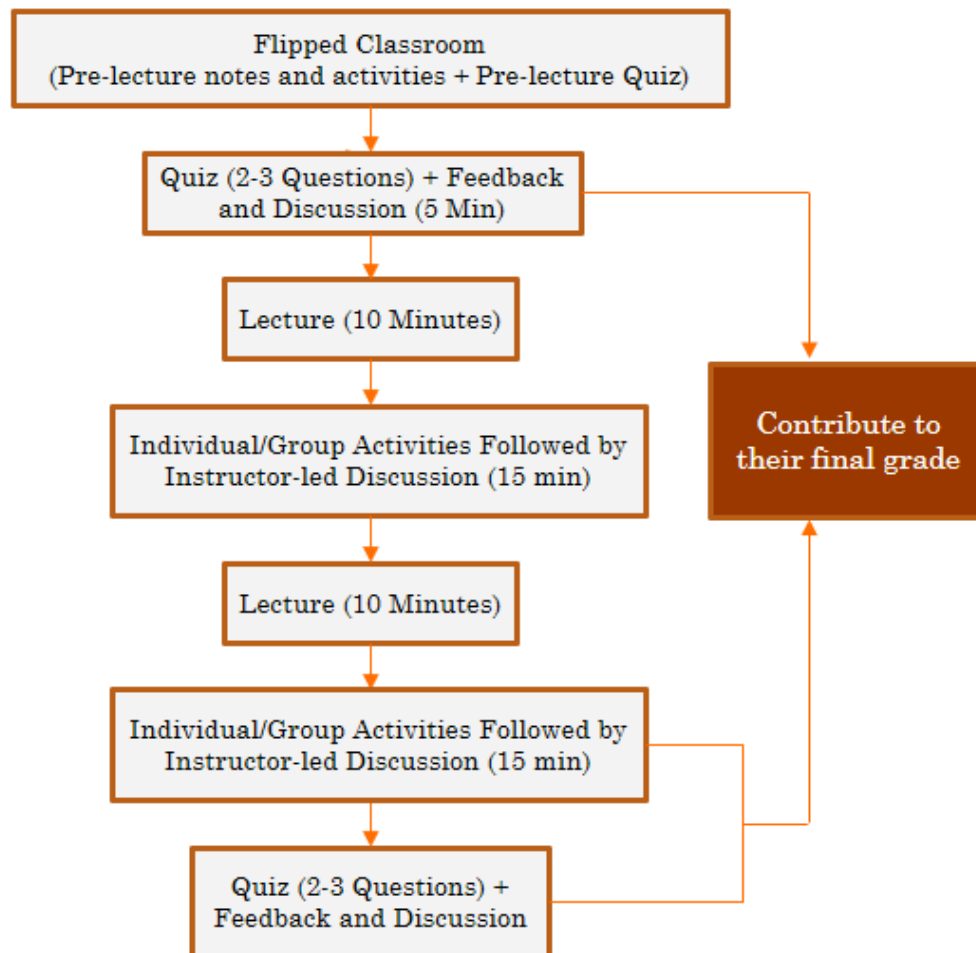 Flipped Classroom
(Pre-lecture notes and activities + Pre-lecture Quiz)
Quiz (2-3 Questions) + Feedback
and Discussion (5 Min)
Lecture (10 Minutes)
Individual/Group Activities Followed by
Instructor-led Discussion (15 min)
Lecture (10 Minutes)
Individual/Group Activities Followed by
Instructor-led Discussion (15 min)
Quiz (2-3 Questions) +
Feedback and Discussion
Contribute to
their final grade